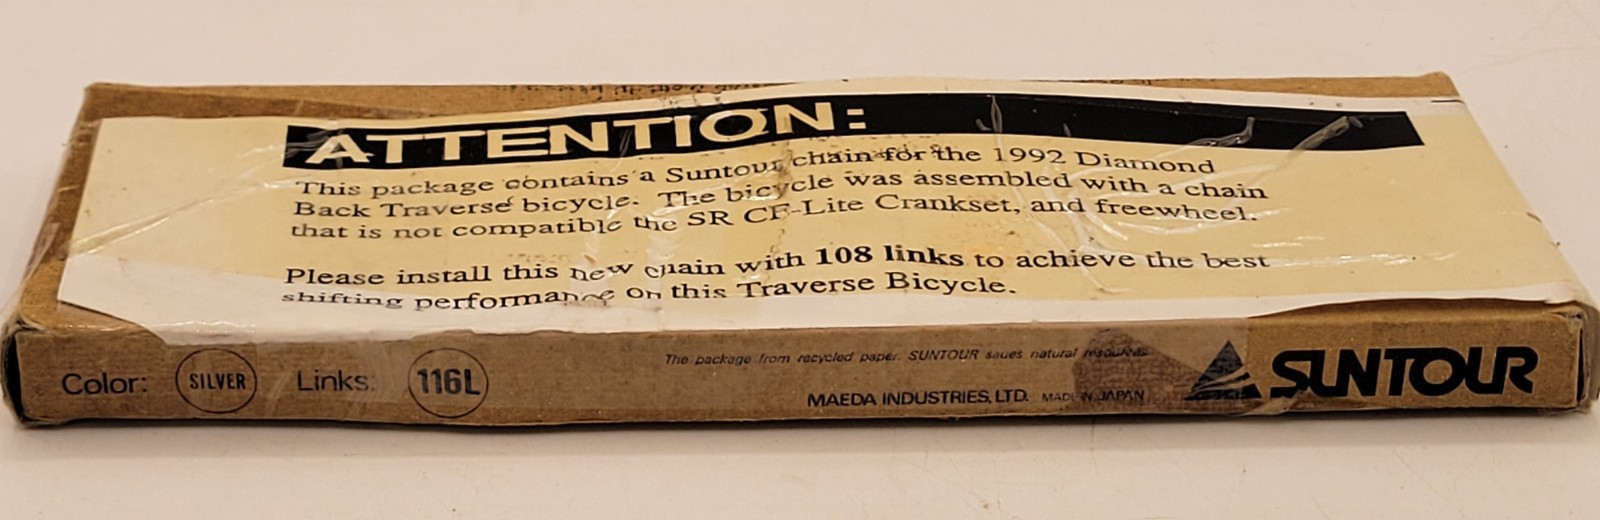 ATTENTION:
This package contains a Suntour chain for the 1992 Diamond
Back Traverse bicycle. The bicycle was assembled with a chain
that is not compatible the SR CF-Lite Crankset, and freewheel.
Please install this new chain with 108 links to achieve the best
shifting performance on this Traverse Bicycle.
Color: SILVER Links: 116L
The package from recycled paper. SUNTOUR saves natural resources.
MAEDA INDUSTRIES, LTD. MADE IN JAPAN
SUNTOUR